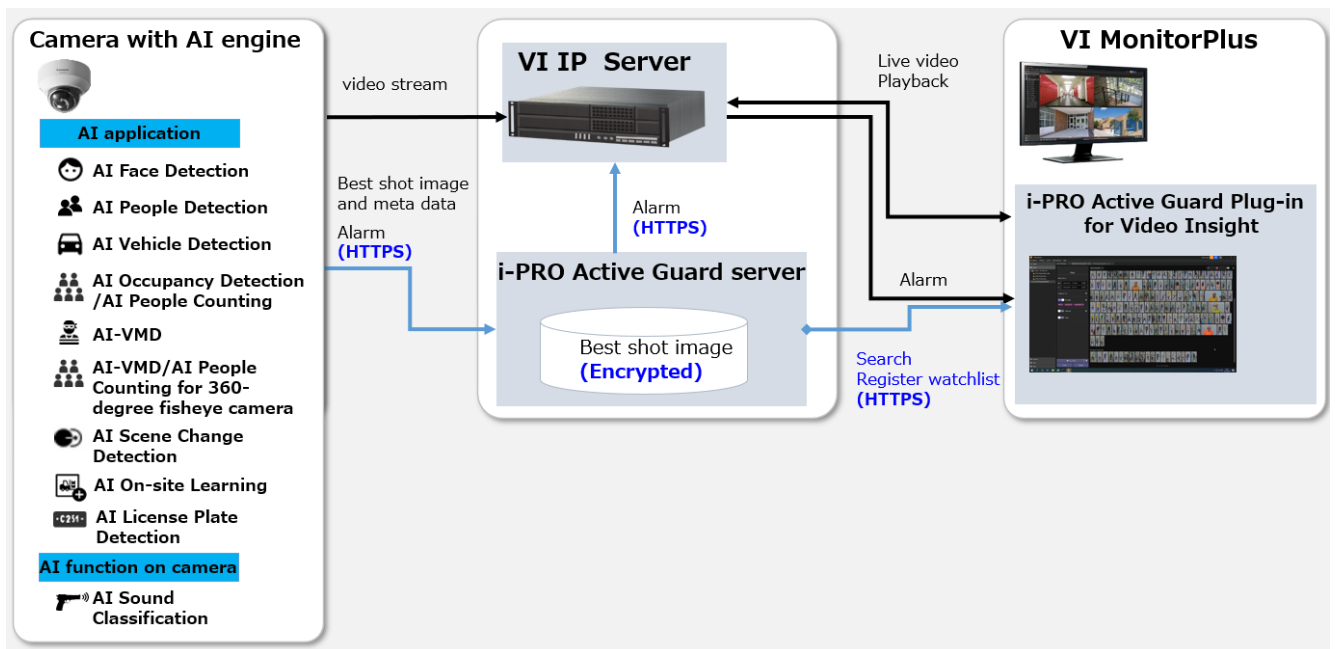 Camera with AI engine
AI application
AI Face Detection
AI People Detection
AI Vehicle Detection
AI Occupancy Detection
/AI People Counting
AI-VMD
AI-VMD/AI People
Counting for 360-
degree fisheye camera
AI Scene Change
Detection
AI On-site Learning
·C251·
AI License Plate
Detection
AI function on camera
AI Sound
Classification
video stream
Best shot image
and meta data
Alarm
(HTTPS)
VI IP Server
Alarm
(HTTPS)
i-PRO Active Guard server
Best shot image
(Encrypted)
Live video
Playback
Alarm
Search
Register watchlist
(HTTPS)
VI MonitorPlus
i-PRO Active Guard Plug-in
for Video Insight